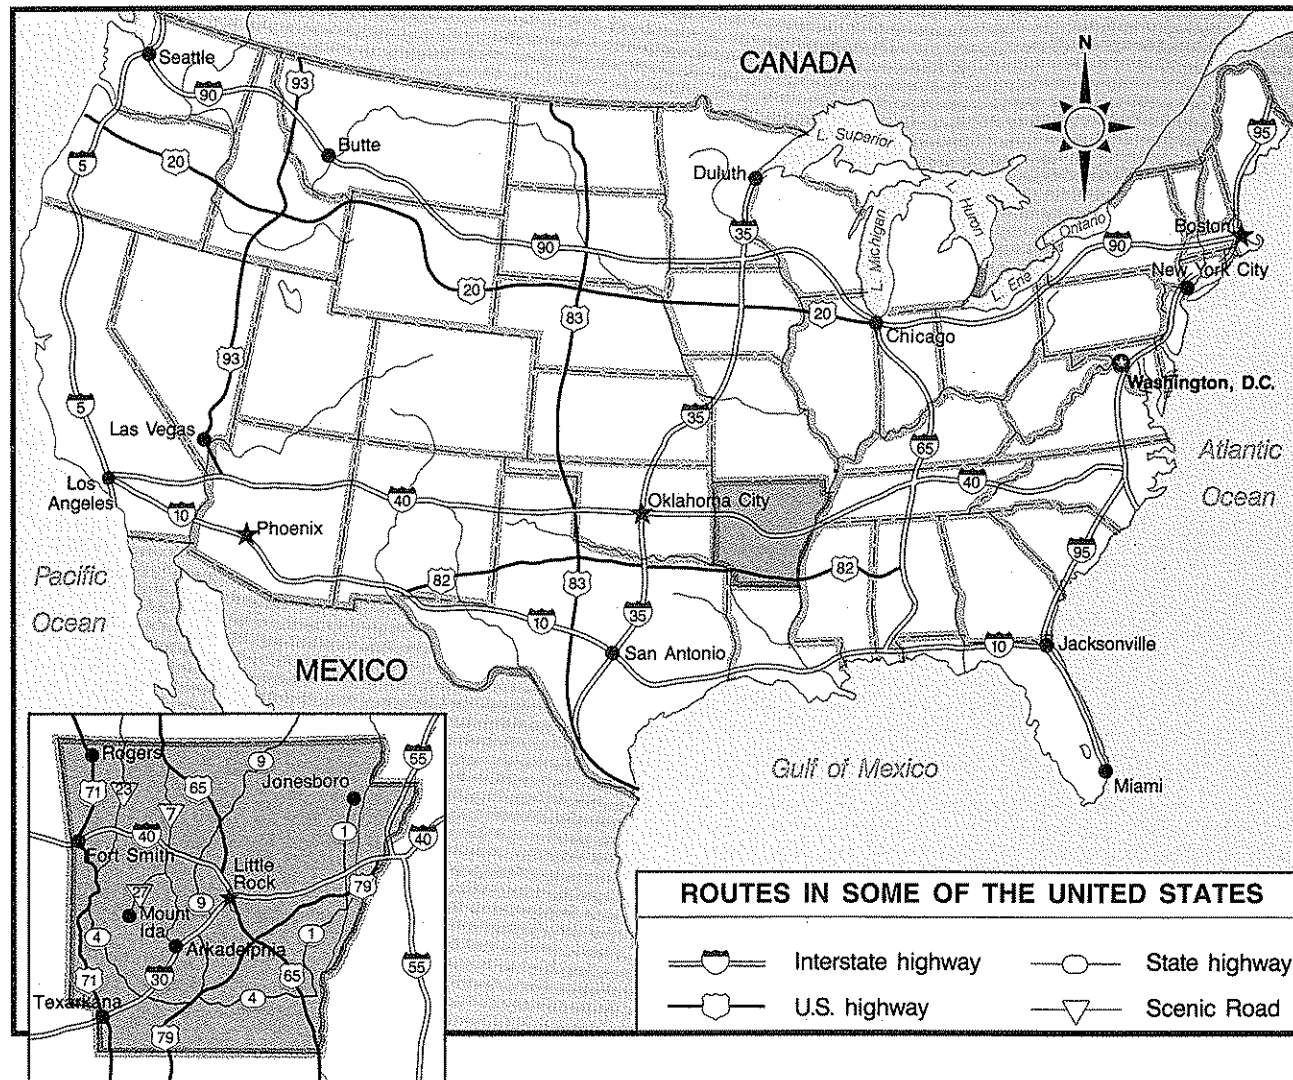 CANADA
N
Seattle
90
93
95
L. Superior
Butte
5
20
Duluth
L. Michigan
Huron
Ontario
Boston
35
90
90
L. Erie
New York City
20
83
20
Chicago
93
Washington, D.C.
5
35
Las Vegas
65
Atlantic
Ocean
Los
Angeles
40
Oklahoma City
40
10
Phoenix
95
Pacific
Ocean
82
83
82
10
35
San Antonio
10
Jacksonville
MEXICO
Gulf of Mexico
Miami
Rogers
9
55
71
23
65
Jonesboro
7
40
1
40
Fort Smith
Little
Rock
27
9
79
Mount
Ida
4
Arkadelphia
1
71
30
65
55
Texarkana
4
79
ROUTES IN SOME OF THE UNITED STATES
Interstate highway
State highway
U.S. highway
Scenic Road